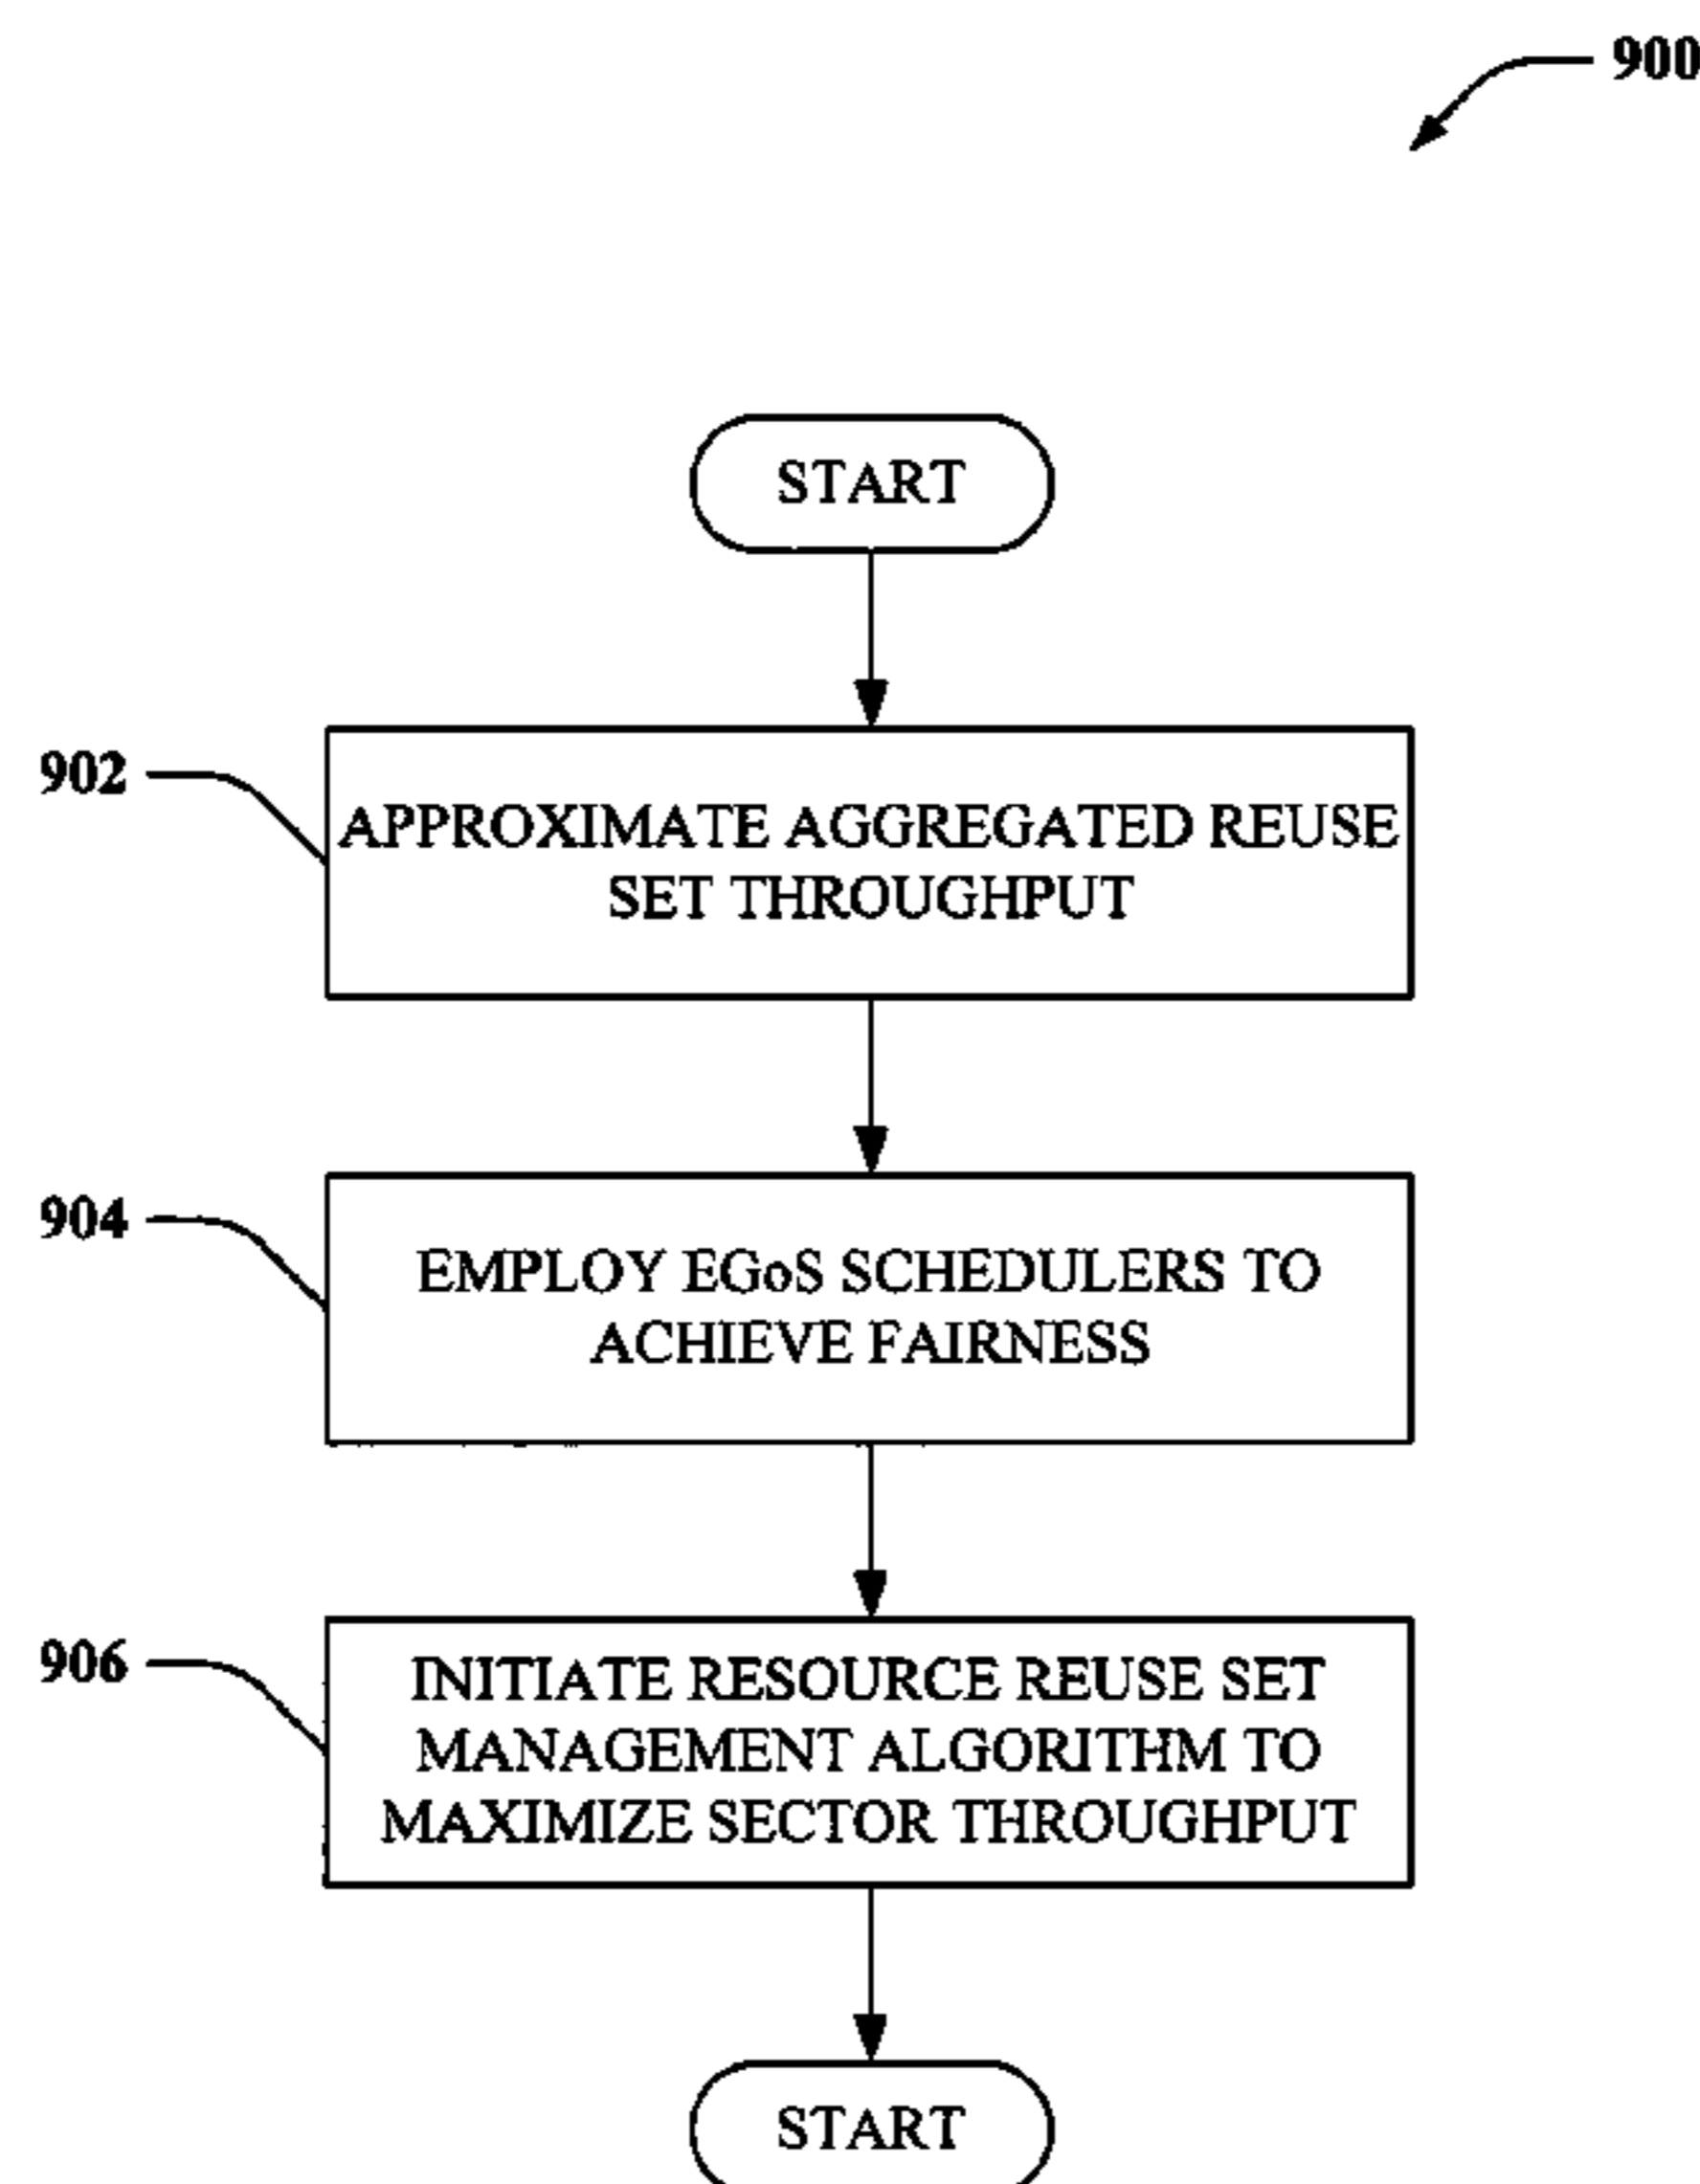 900
START
902
APPROXIMATE AGGREGATED REUSE
SET THROUGHPUT
904
EMPLOY EGoS SCHEDULERS TO
ACHIEVE FAIRNESS
906
INITIATE RESOURCE REUSE SET
MANAGEMENT ALGORITHM TO
MAXIMIZE SECTOR THROUGHPUT
START